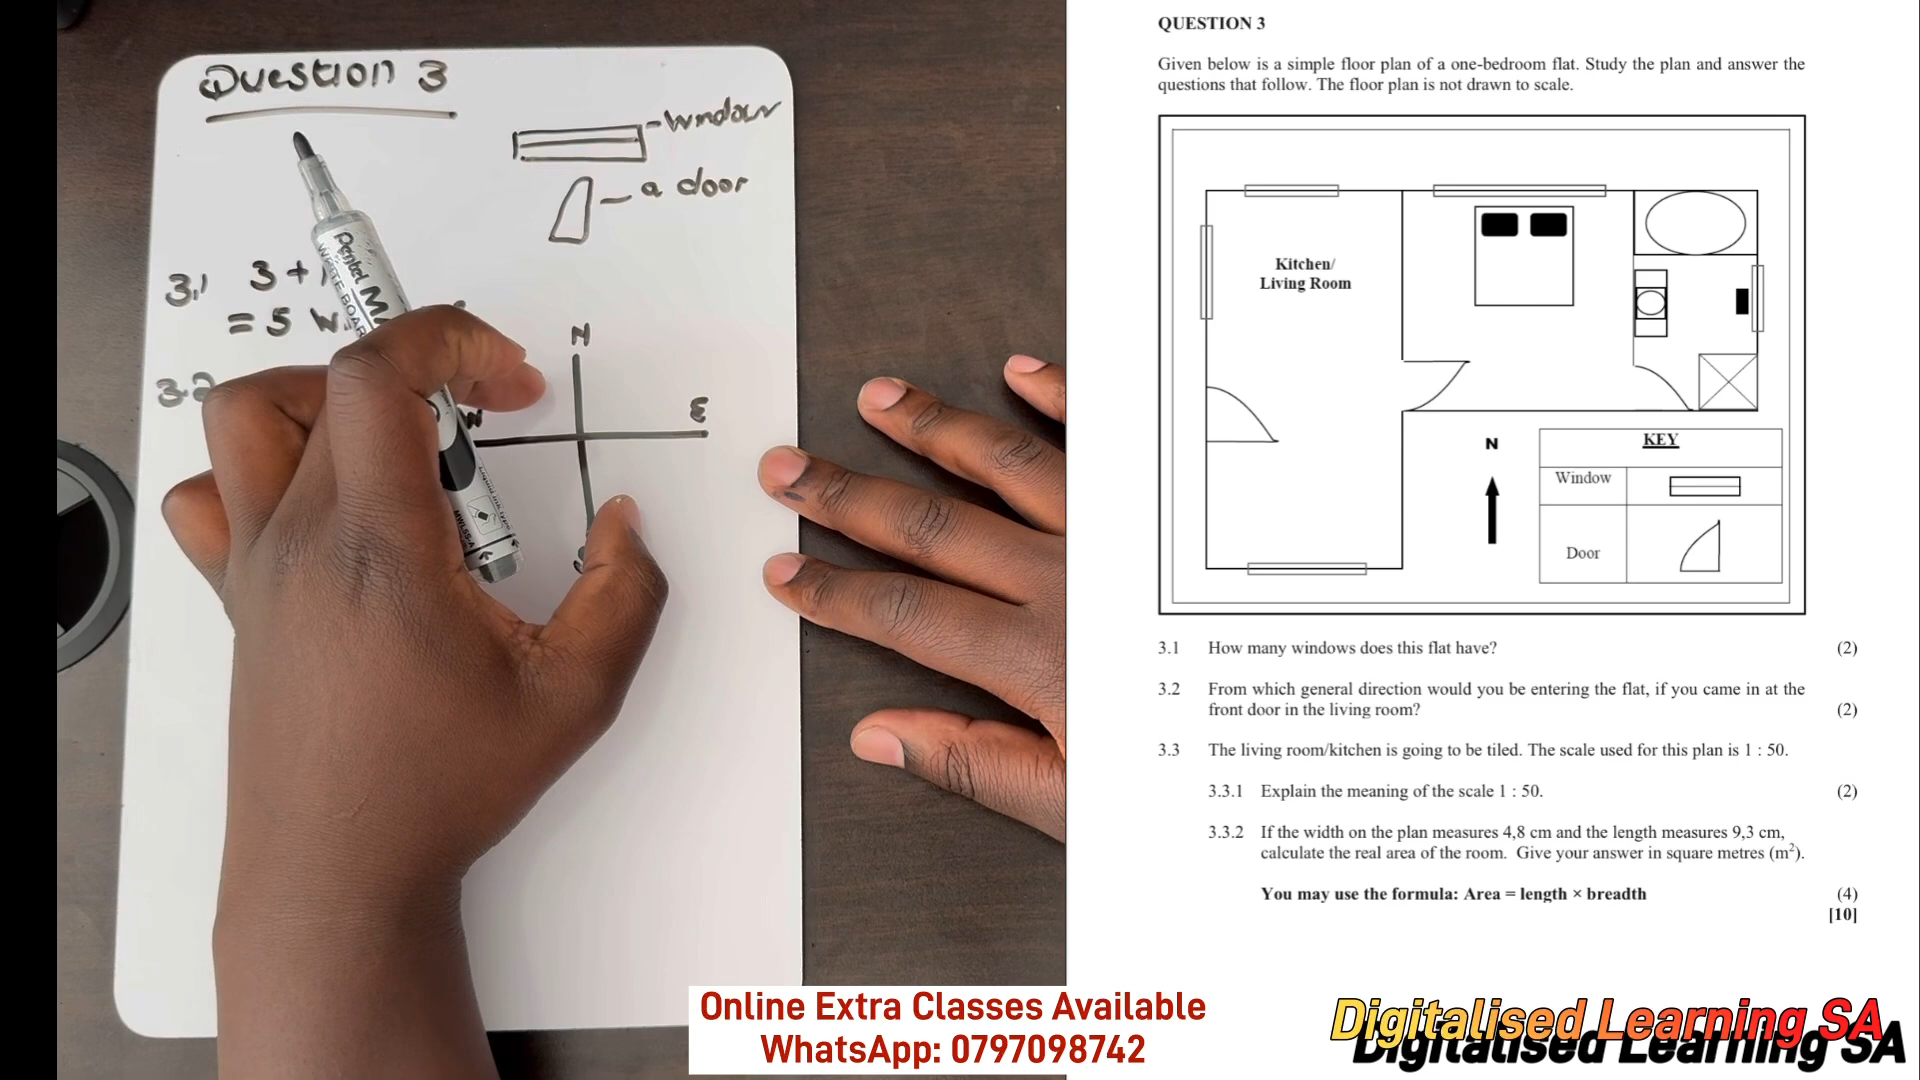 Question 3
- Window
- a door
3.1 3 + 1
= 5 W
3.2
N
W
E
Pentel
WHITE BOARD
QUESTION 3
Given below is a simple floor plan of a one-bedroom flat. Study the plan and answer the
questions that follow. The floor plan is not drawn to scale.
Kitchen/
Living Room
N
KEY
Window
Door
3.1 How many windows does this flat have? (2)
3.2 From which general direction would you be entering the flat, if you came in at the
front door in the living room? (2)
3.3 The living room/kitchen is going to be tiled. The scale used for this plan is 1 : 50.
3.3.1 Explain the meaning of the scale 1 : 50. (2)
3.3.2 If the width on the plan measures 4,8 cm and the length measures 9,3 cm,
calculate the real area of the room. Give your answer in square metres (m²).
You may use the formula: Area = length × breadth (4)
[10]
Online Extra Classes Available
WhatsApp: 0797098742
Digitalised Learning SA